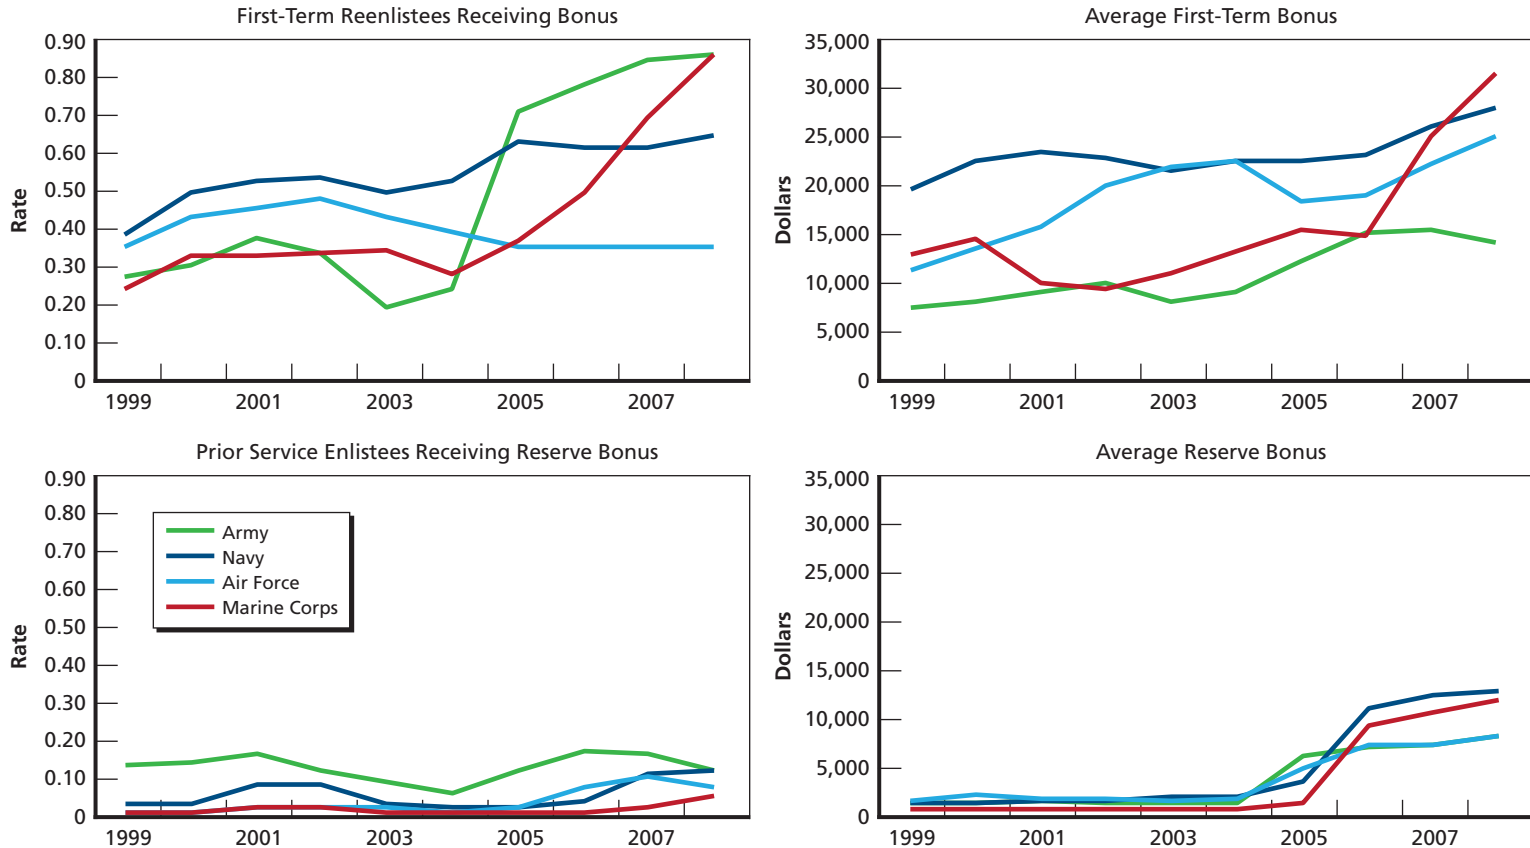 First-Term Reenlistees Receiving Bonus
Rate
0.90
0.80
0.70
0.60
0.50
0.40
0.30
0.20
0.10
0
1999 2001 2003 2005 2007
Average First-Term Bonus
Dollars
35,000
30,000
25,000
20,000
15,000
10,000
5,000
0
1999 2001 2003 2005 2007
Prior Service Enlistees Receiving Reserve Bonus
Rate
0.90
0.80
0.70
0.60
0.50
0.40
0.30
0.20
0.10
0
Army
Navy
Air Force
Marine Corps
1999 2001 2003 2005 2007
Average Reserve Bonus
Dollars
35,000
30,000
25,000
20,000
15,000
10,000
5,000
0
1999 2001 2003 2005 2007